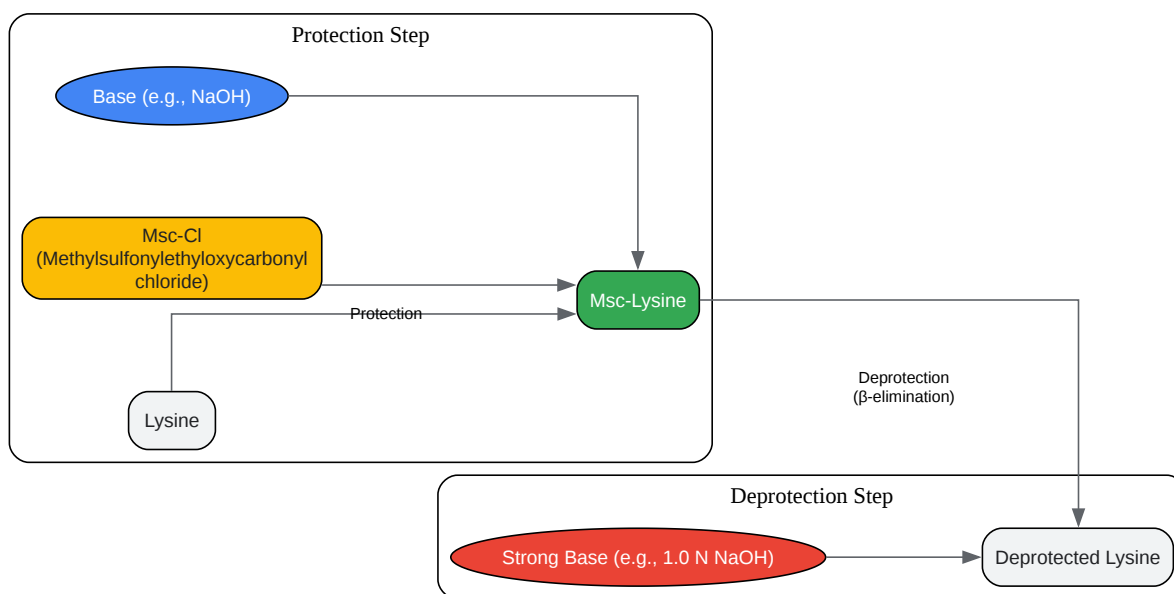 Protection Step
Base (e.g., NaOH)
Msc-Cl
(Methylsulfonylethyloxycarbonyl
chloride)
Msc-Lysine
Protection
Lysine
Deprotection
(β-elimination)
Deprotection Step
Strong Base (e.g., 1.0 N NaOH)
Deprotected Lysine